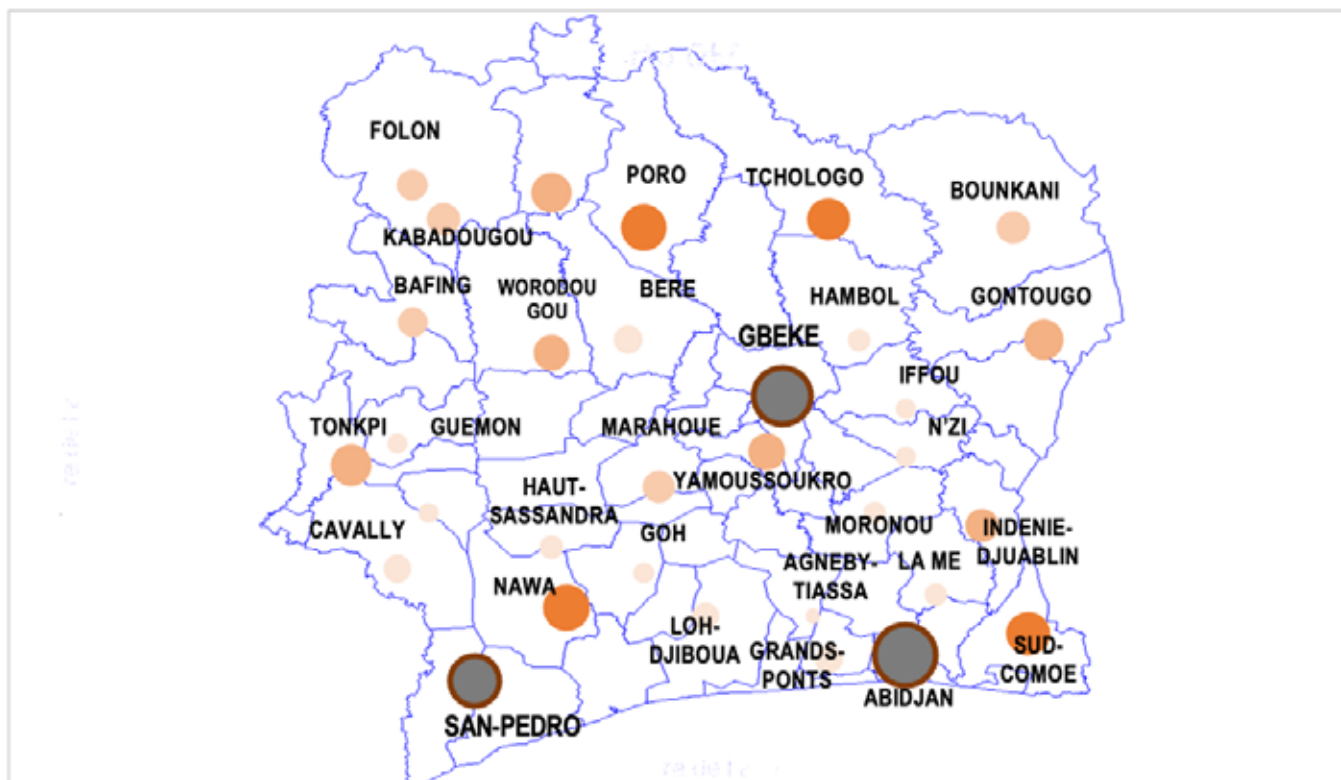 FOLON
PORO
TCHOLOGO
BOUNKANI
KABADOUGOU
BAFING
WORODOU
GOU
BERE
HAMBOL
GONTOUGO
GBEKE
IFFOU
TONKPI
GUEMON
MARAHOUE
N'ZI
YAMOUSSOUKRO
HAUT-
SASSANDRA
CAVALLY
GOH
MORONOU
INDENIE-
DJUABLIN
AGNEBY-
TIASSA
LA ME
NAWA
LOH-
DJIBOUA
GRANDS-
PONTS
SUD-
COMOE
ABIDJAN
SAN-PEDRO